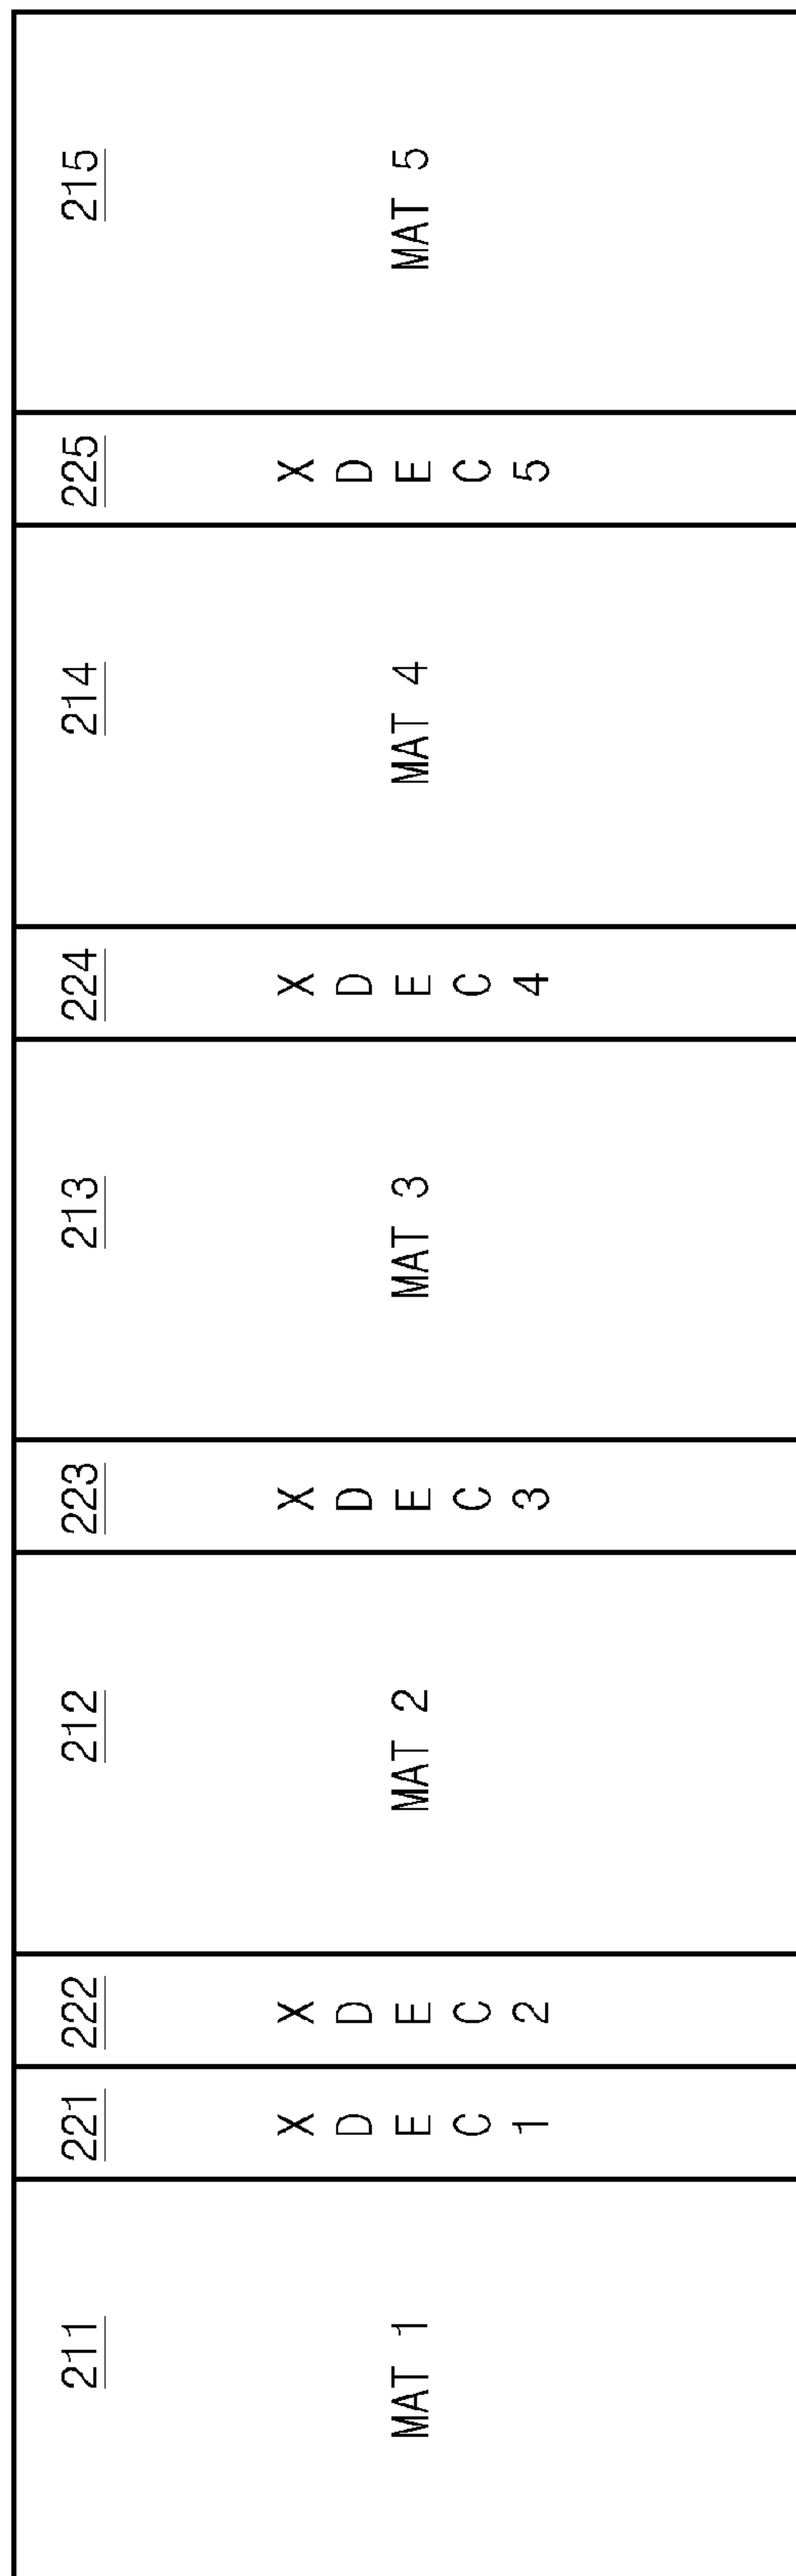 211
MAT 1
221
XDEC1
222
XDEC2
212
MAT 2
223
XDEC3
213
MAT 3
224
XDEC4
214
MAT 4
225
XDEC5
215
MAT 5